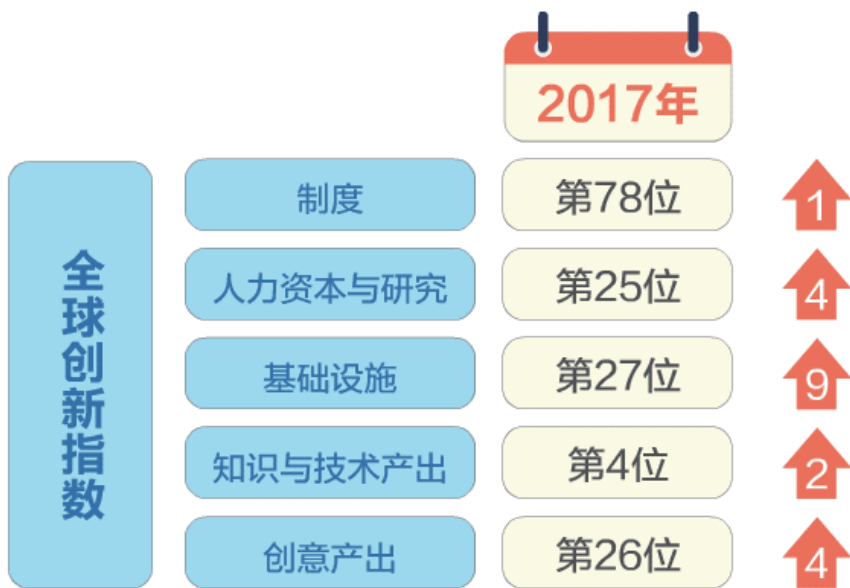 2017年
全球创新指数
制度 第78位 1
人力资本与研究 第25位 4
基础设施 第27位 9
知识与技术产出 第4位 2
创意产出 第26位 4